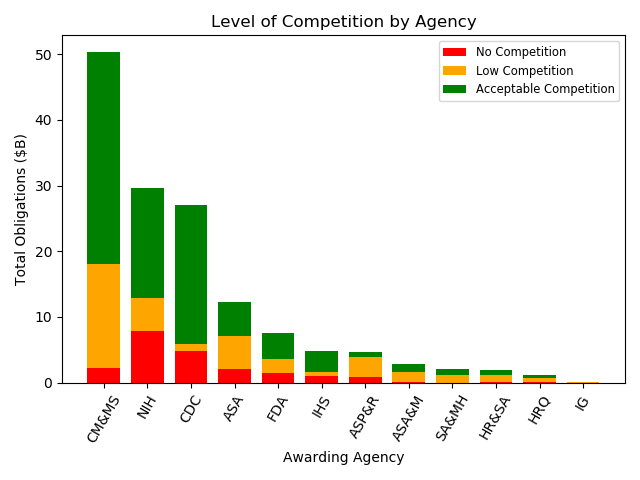 Level of Competition by Agency
No Competition
Low Competition
Acceptable Competition
Total Obligations ($B)
50
40
30
20
10
0
CM&MS
NIH
CDC
ASA
FDA
IHS
ASP&R
ASA&M
SA&MH
HR&SA
HRQ
IG
Awarding Agency